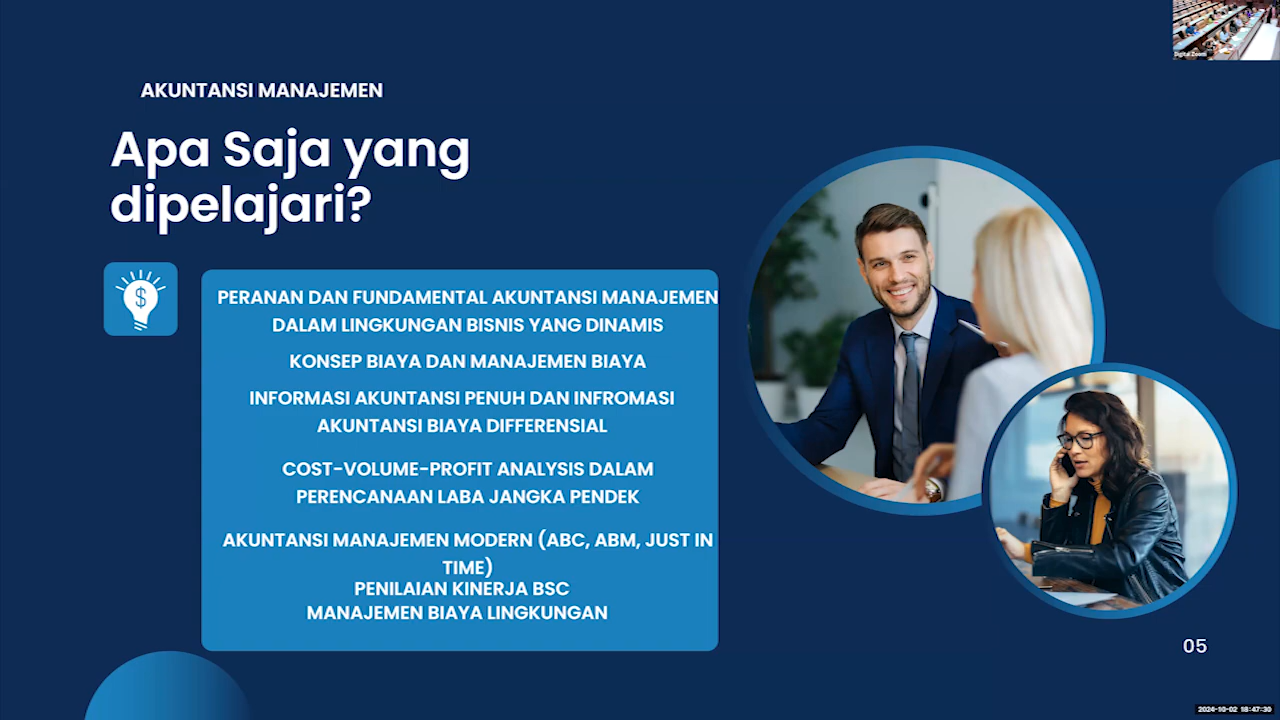 Digital Zoom
AKUNTANSI MANAJEMEN
Apa Saja yang
dipelajari?
$
PERANAN DAN FUNDAMENTAL AKUNTANSI MANAJEMEN
DALAM LINGKUNGAN BISNIS YANG DINAMIS
KONSEP BIAYA DAN MANAJEMEN BIAYA
INFORMASI AKUNTANSI PENUH DAN INFROMASI
AKUNTANSI BIAYA DIFFERENSIAL
COST-VOLUME-PROFIT ANALYSIS DALAM
PERENCANAAN LABA JANGKA PENDEK
AKUNTANSI MANAJEMEN MODERN (ABC, ABM, JUST IN
TIME)
PENILAIAN KINERJA BSC
MANAJEMEN BIAYA LINGKUNGAN
05
2024-10-02 18:47:30